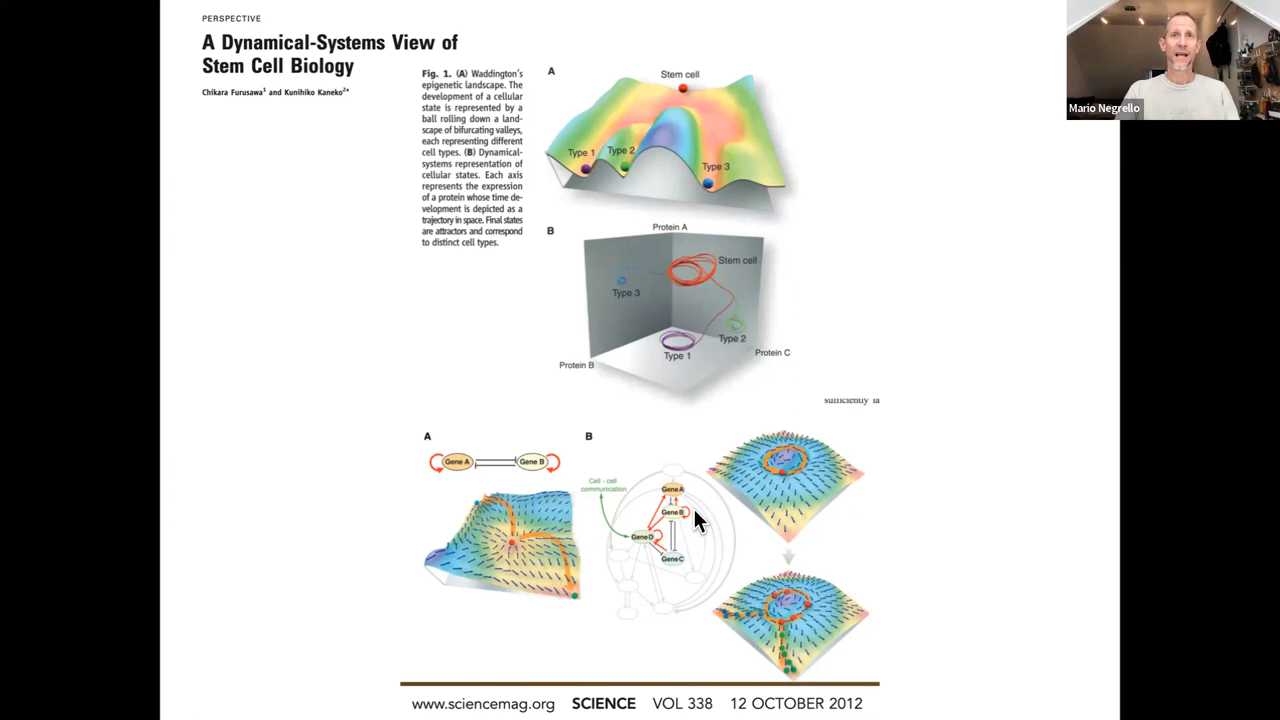 PERSPECTIVE
A Dynamical-Systems View of
Stem Cell Biology
Chikara Furusawa1 and Kunihiko Kaneko2*
Fig. 1. (A) Waddington's
epigenetic landscape. The
development of a cellular
state is represented by a
ball rolling down a land-
scape of bifurcating valleys,
each representing different
cell types. (B) Dynamical-
systems representation of
cellular states. Each axis
represents the expression
of a protein whose time de-
velopment is depicted as a
trajectory in space. Final states
are attractors and correspond
to distinct cell types.
A
Stem cell
Type 1
Type 2
Type 3
B
Protein A
Stem cell
Type 3
Type 2
Type 1
Protein C
Protein B
A
Gene A
Gene B
B
Cell - cell
communication
Gene A
Gene B
Gene D
Gene C
www.sciencemag.org SCIENCE VOL 338 12 OCTOBER 2012
Mario Negrello